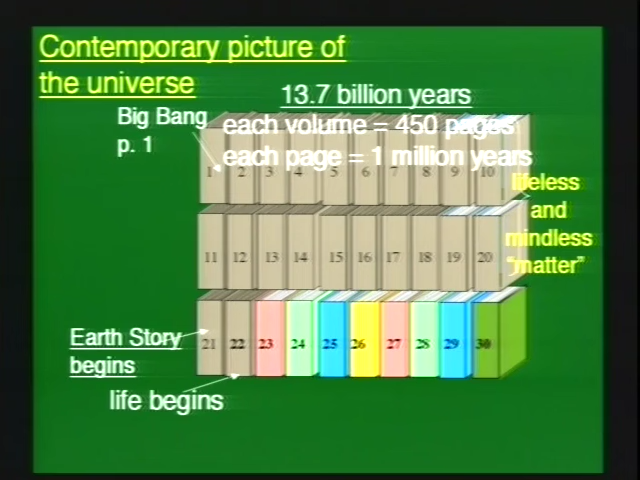 Contemporary picture of
the universe
13.7 billion years
Big Bang
p. 1
each volume = 450 pages
each page = 1 million years
1 2 3 4 5 6 7 8 9 10
lifeless
and
mindless
"matter"
11 12 13 14 15 16 17 18 19 20
21 22 23 24 25 26 27 28 29 30
Earth Story
begins
life begins